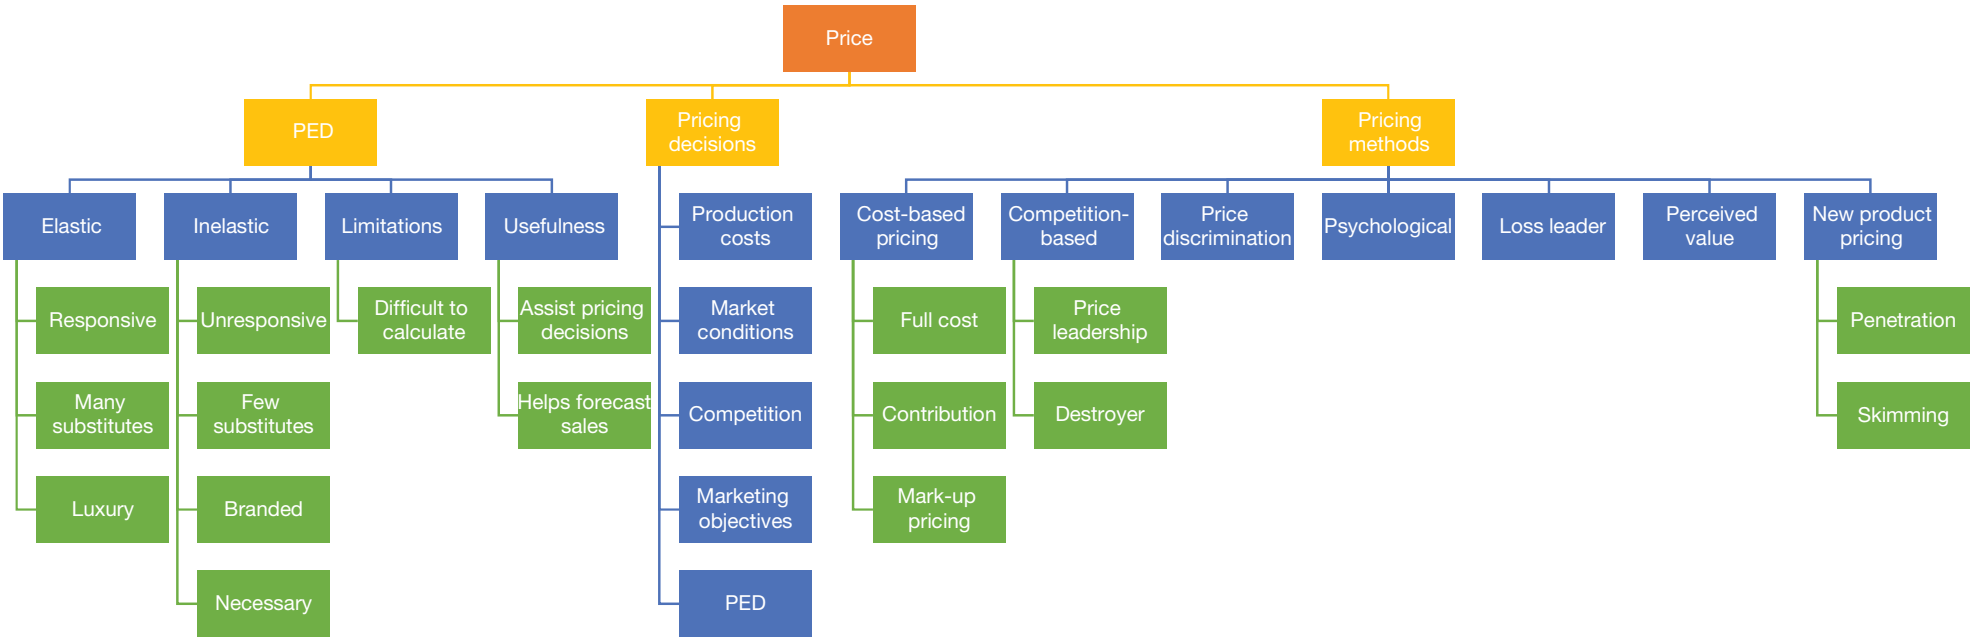 Price
PED
Pricing
decisions
Pricing
methods
Elastic
Inelastic
Limitations
Usefulness
Production
costs
Cost-based
pricing
Competition-
based
Price
discrimination
Psychological
Loss leader
Perceived
value
New product
pricing
Responsive
Unresponsive
Difficult to
calculate
Assist pricing
decisions
Market
conditions
Full cost
Price
leadership
Penetration
Many
substitutes
Few
substitutes
Helps forecast
sales
Competition
Contribution
Destroyer
Skimming
Luxury
Branded
Marketing
objectives
Mark-up
pricing
Necessary
PED